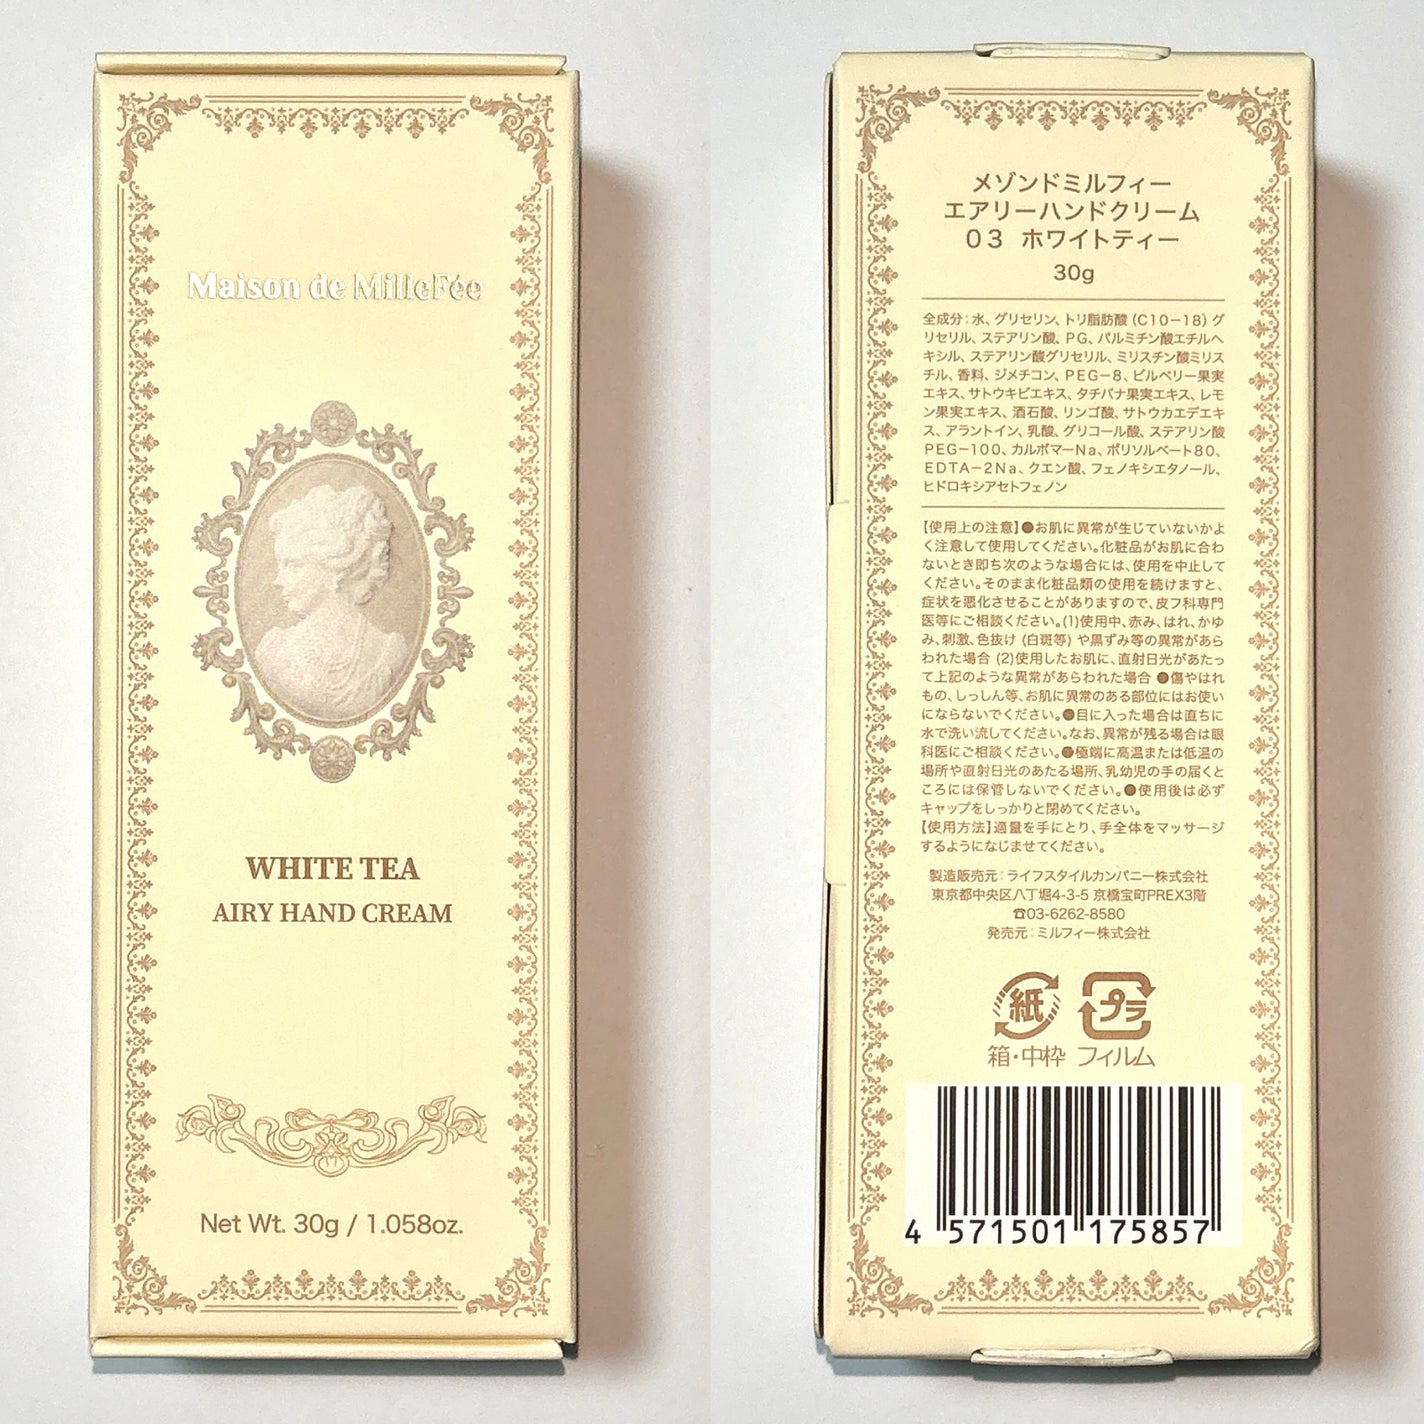 Maison de MilleFée
WHITE TEA
AIRY HAND CREAM
Net Wt. 30g / 1.058oz.
メゾンドミルフィー
エアリーハンドクリーム
03 ホワイトティー
30g
全成分：水、グリセリン、トリ脂肪酸（C10−18）グ
リセリル、ステアリン酸、PG、パルミチン酸エチルヘ
キシル、ステアリン酸グリセリル、ミリスチン酸ミリス
チル、香料、ジメチコン、PEG−8、ビルベリー果実
エキス、サトウキビエキス、タチバナ果実エキス、レモ
ン果実エキス、酒石酸、リンゴ酸、サトウカエデエキ
ス、アラントイン、乳酸、グリコール酸、ステアリン酸
PEG−100、カルボマーNa、ポリソルベート80、
EDTA−2Na、クエン酸、フェノキシエタノール、
ヒドロキシアセトフェノン
【使用上の注意】●お肌に異常が生じていないかよ
く注意して使用してください。化粧品がお肌に合わ
ないとき即ち次のような場合には、使用を中止して
ください。そのまま化粧品類の使用を続けますと、
症状を悪化させることがありますので、皮フ科専門
医等にご相談ください。(1)使用中、赤み、はれ、かゆ
み、刺激、色抜け（白斑等）や黒ずみ等の異常があら
われた場合 (2)使用したお肌に、直射日光があたっ
て上記のような異常があらわれた場合 ●傷やはれ
もの、しっしん等、お肌に異常のある部位にはお使い
にならないでください。●目に入った場合は直ちに
水で洗い流してください。なお、異常が残る場合は眼
科医にご相談ください。●極端に高温または低温の
場所や直射日光のあたる場所、乳幼児の手の届くと
ころには保管しないでください。●使用後は必ず
キャップをしっかりと閉めてください。
【使用方法】適量を手にとり、手全体をマッサージ
するようになじませてください。
製造販売元：ライフスタイルカンパニー株式会社
東京都中央区八丁堀4-3-5 京橋宝町PREX3階
☎03-6262-8580
発売元：ミルフィー株式会社
紙 プラ
箱・中枠 フィルム
4 571501 175857